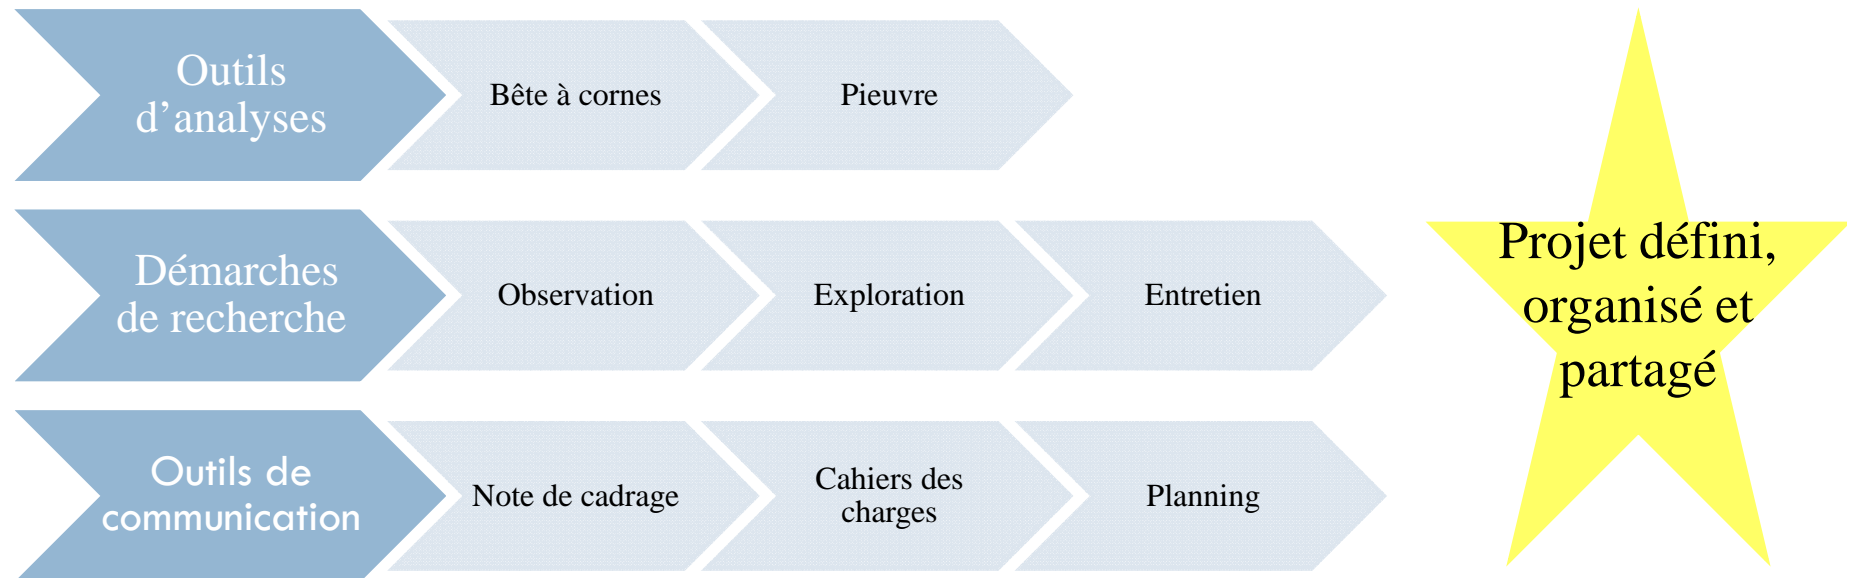 Outils
d’analyses
Bête à cornes
Pieuvre
Démarches
de recherche
Observation
Exploration
Entretien
Outils de
communication
Note de cadrage
Cahiers des
charges
Planning
Projet défini,
organisé et
partagé